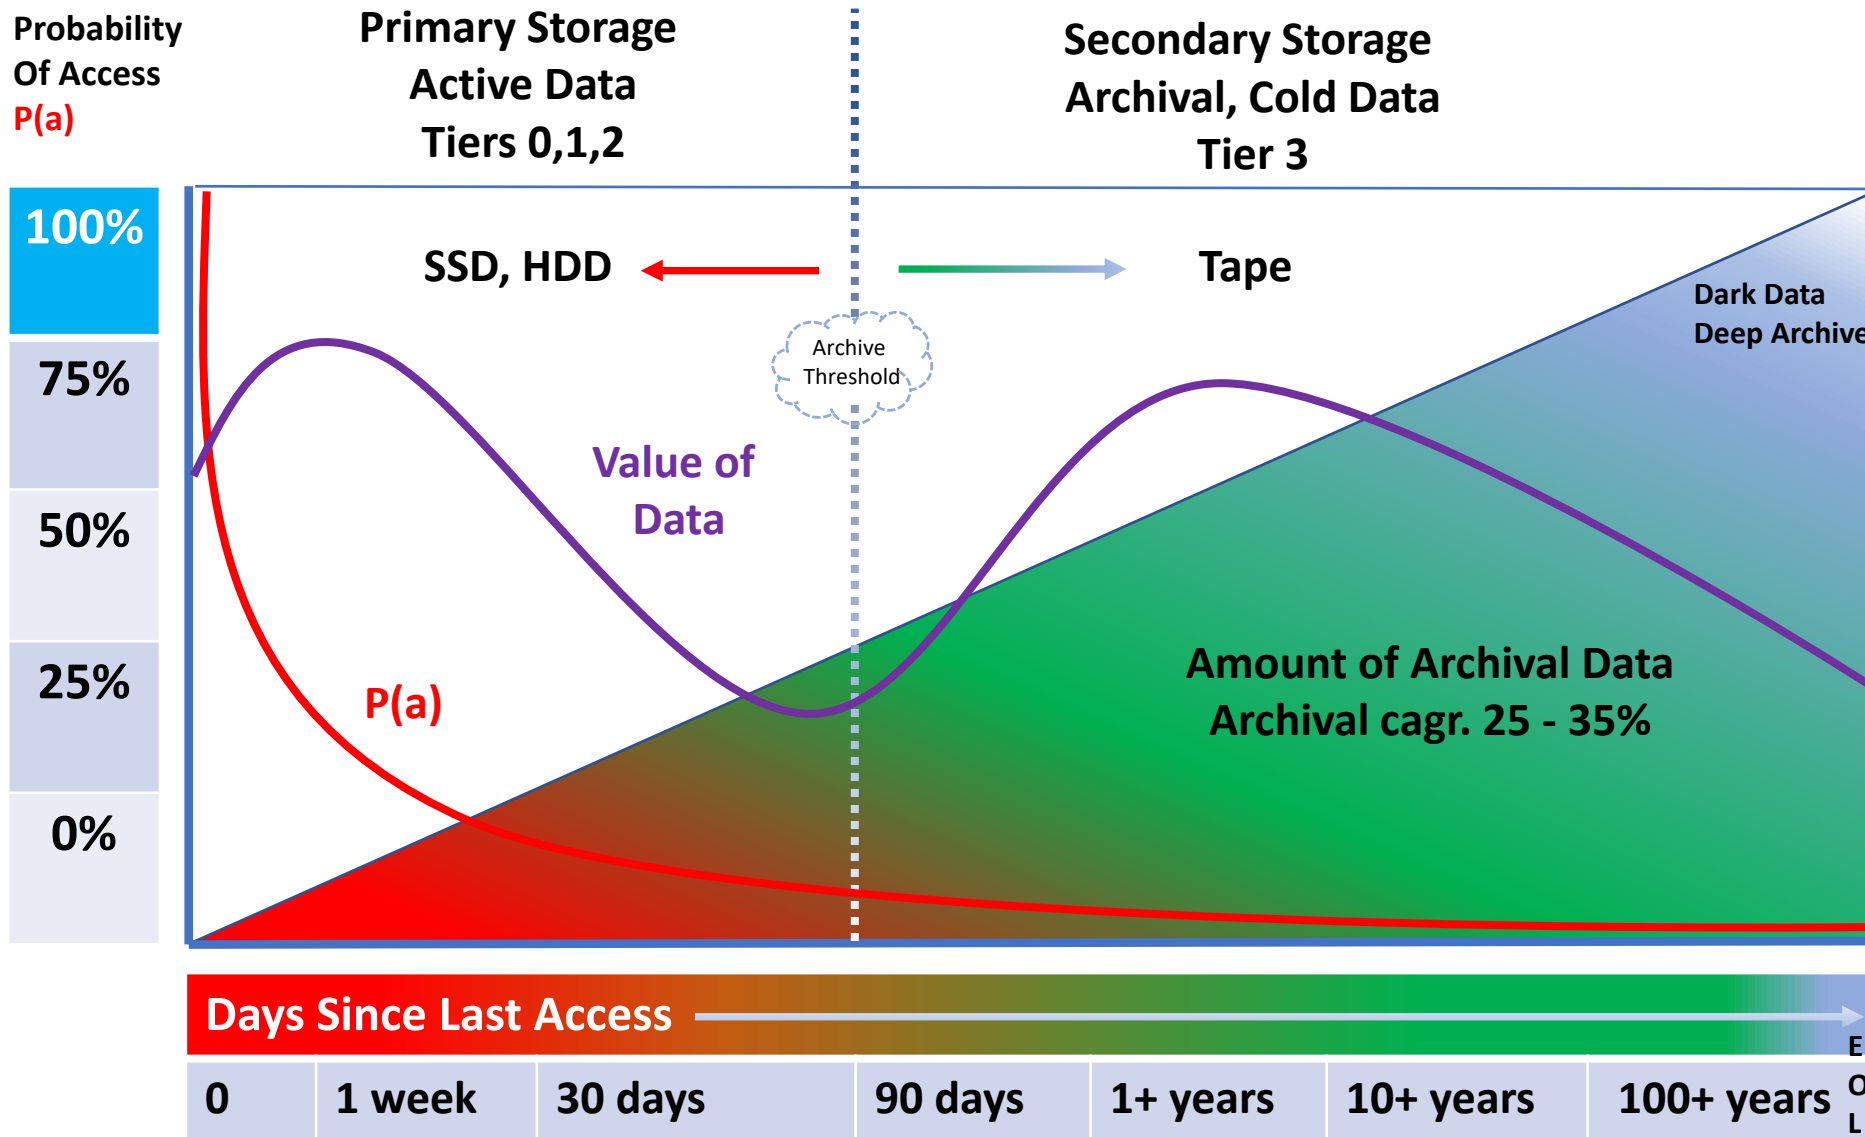 Probability
Of Access
P(a)
Primary Storage
Active Data
Tiers 0,1,2
Secondary Storage
Archival, Cold Data
Tier 3
100%
75%
50%
25%
0%
SSD, HDD
Tape
Archive
Threshold
Dark Data
Deep Archive
Value of
Data
P(a)
Amount of Archival Data
Archival cagr. 25 - 35%
Days Since Last Access
0
1 week
30 days
90 days
1+ years
10+ years
100+ years
E
O
L